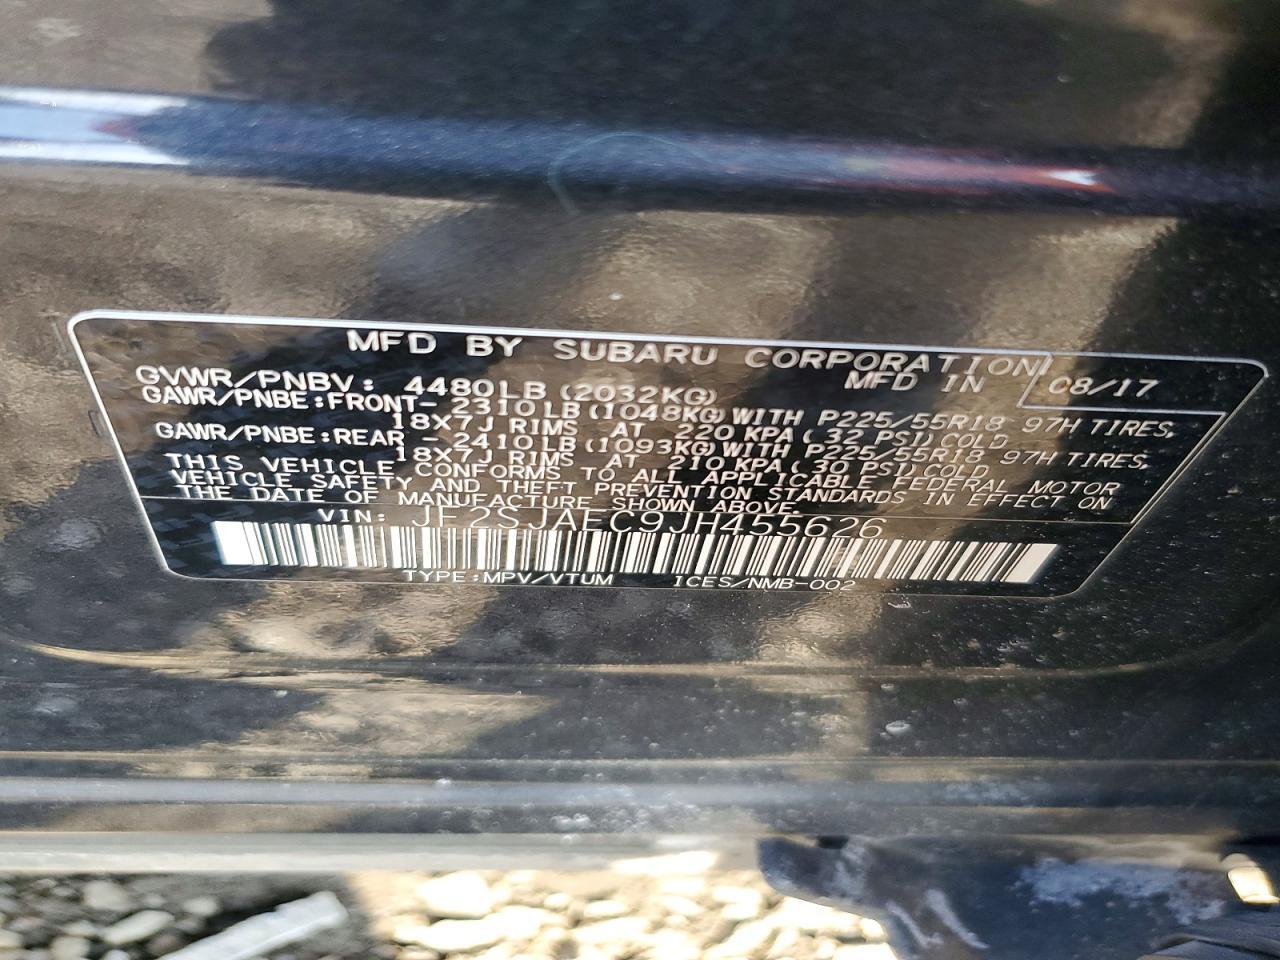 MFD BY SUBARU CORPORATION
MFD IN 08/17
GVWR/PNBV: 4480LB (2032KG)
GAWR/PNBE:FRONT- 2310LB(1048KG)WITH P225/55R18 97H TIRES,
18X7J RIMS AT 220 KPA( 32 PSI)COLD
GAWR/PNBE:REAR - 2410LB(1093KG)WITH P225/55R18 97H TIRES,
18X7J RIMS AT 210 KPA( 30 PSI)COLD
THIS VEHICLE CONFORMS TO ALL APPLICABLE FEDERAL MOTOR
VEHICLE SAFETY AND THEFT PREVENTION STANDARDS IN EFFECT ON
THE DATE OF MANUFACTURE SHOWN ABOVE.
VIN: JF2SJAEC9JH455626
TYPE:MPV/VTUM ICES/NMB-002